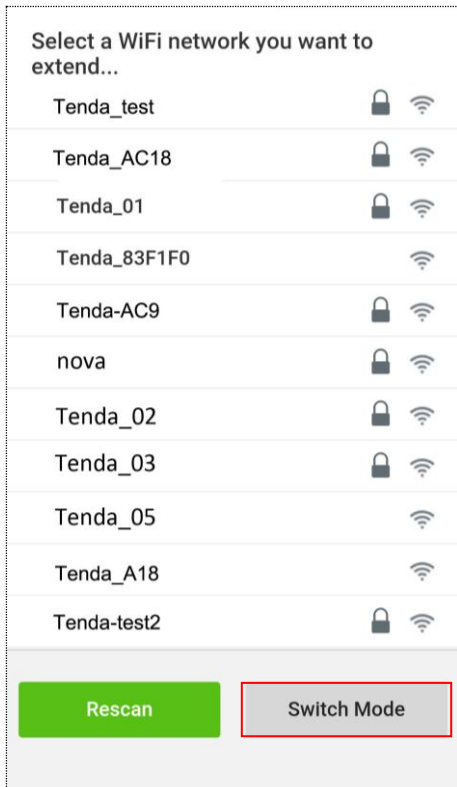 Select a WiFi network you want to
extend...
Tenda_test
Tenda_AC18
Tenda_01
Tenda_83F1F0
Tenda-AC9
nova
Tenda_02
Tenda_03
Tenda_05
Tenda_A18
Tenda-test2
Rescan
Switch Mode